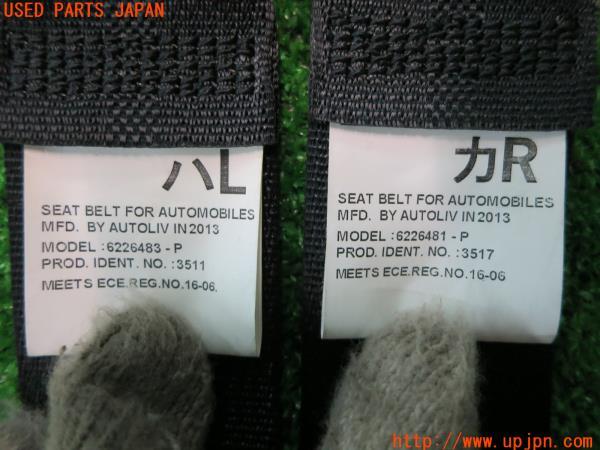 USED PARTS JAPAN
ハL
SEAT BELT FOR AUTOMOBILES
MFD. BY AUTOLIV IN 2013
MODEL :6226483 - P
PROD. IDENT. NO. :3511
MEETS ECE.REG.NO.16-06.
カR
SEAT BELT FOR AUTOMOBILES
MFD. BY AUTOLIV IN 2013
MODEL :6226481 - P
PROD. IDENT. NO. :3517
MEETS ECE.REG.NO.16-06
http://www.upjpn.com/